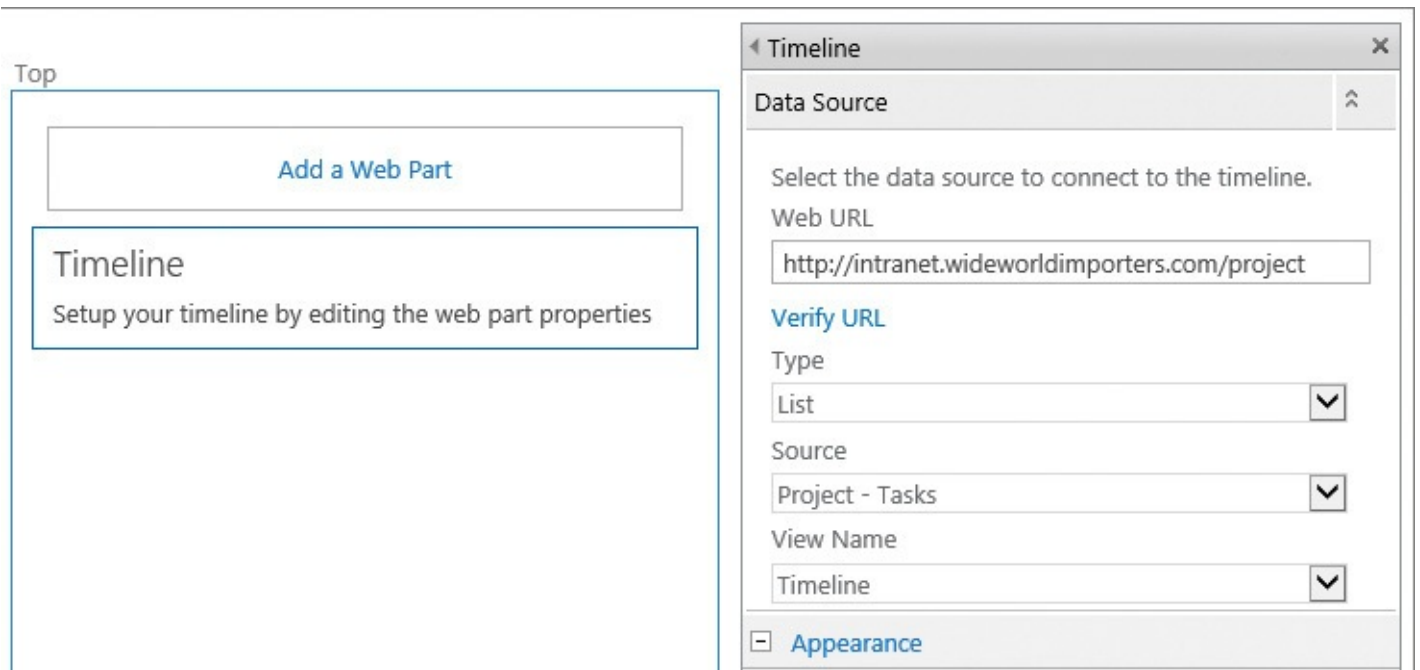 Top
Add a Web Part
Timeline
Setup your timeline by editing the web part properties
Timeline
Data Source
Select the data source to connect to the timeline.
Web URL
http://intranet.wideworldimporters.com/project
Verify URL
Type
List
Source
Project - Tasks
View Name
Timeline
Appearance